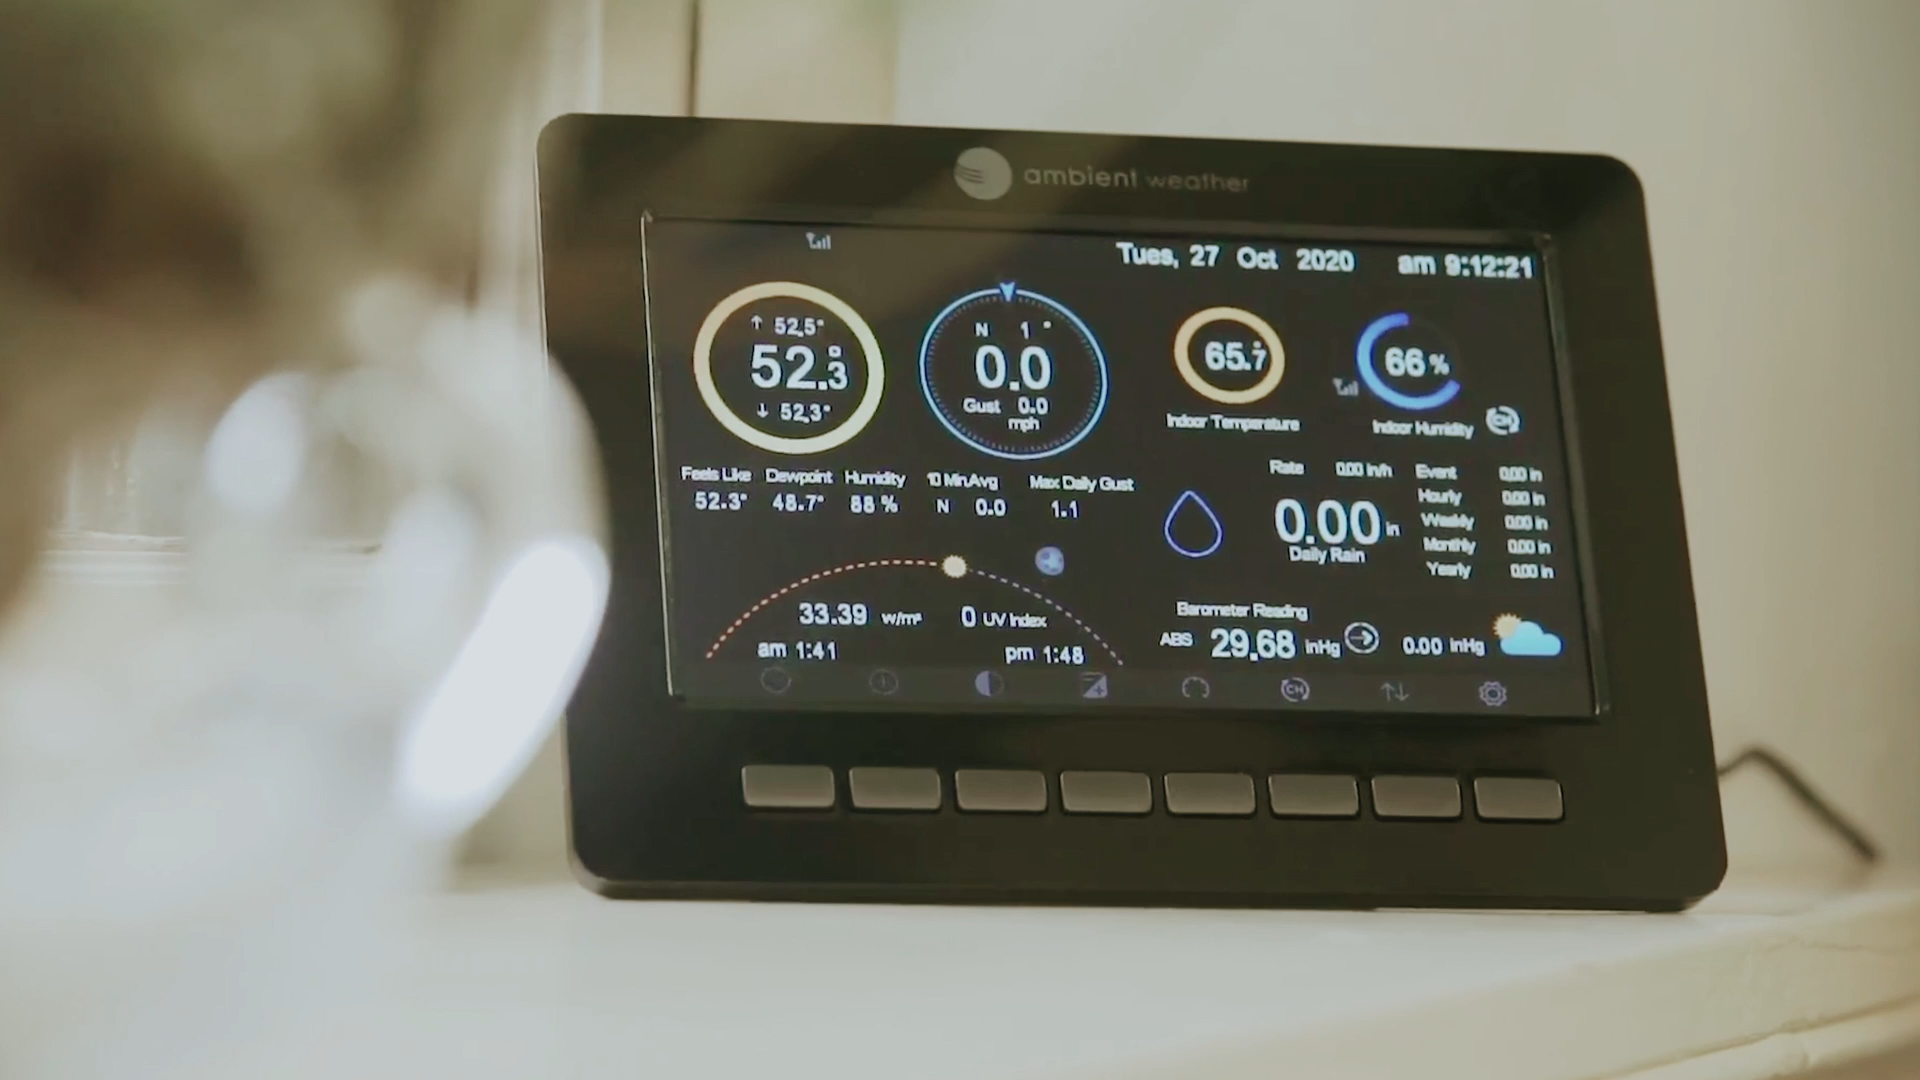 ambient weather
Tues, 27 Oct 2020 am 9:12:21
↑ 52.5°
52.3°
↓ 52.3°
N 1 °
0.0
Gust 0.0
mph
65.7°
Indoor Temperature
66 %
Indoor Humidity
CH
Feels Like Dewpoint Humidity
52.3° 48.7° 88 %
10 Min.Avg Max Daily Gust
N 0.0 1.1
Rate 0.00 in/h
0.00 in
Daily Rain
Event 0.00 in
Hourly 0.00 in
Weekly 0.00 in
Monthly 0.00 in
Yearly 0.00 in
33.39 w/m² 0 UV Index
am 1:41 pm 1:48
Barometer Reading
ABS 29.68 inHg 0.00 inHg
CH